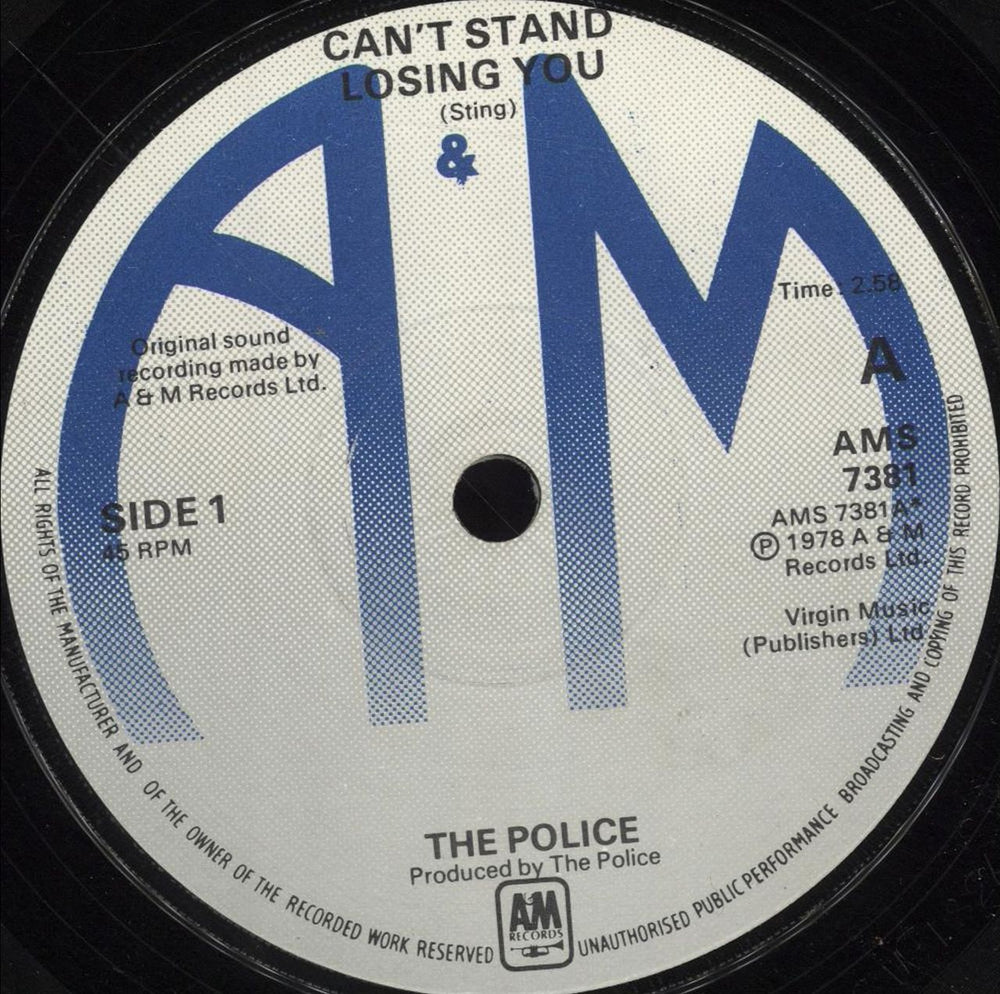 CAN'T STAND
LOSING YOU
(Sting)
A & M
Time: 2.58
Original sound
recording made by
A & M Records Ltd.
A
AMS
7381
SIDE 1
45 RPM
AMS 7381A*
℗ 1978 A & M
Records Ltd.
Virgin Music
(Publishers) Ltd.
THE POLICE
Produced by The Police
A&M
RECORDS
ALL RIGHTS OF THE MANUFACTURER AND OF THE OWNER OF THE RECORDED WORK RESERVED
UNAUTHORISED PUBLIC PERFORMANCE BROADCASTING AND COPYING OF THIS RECORD PROHIBITED